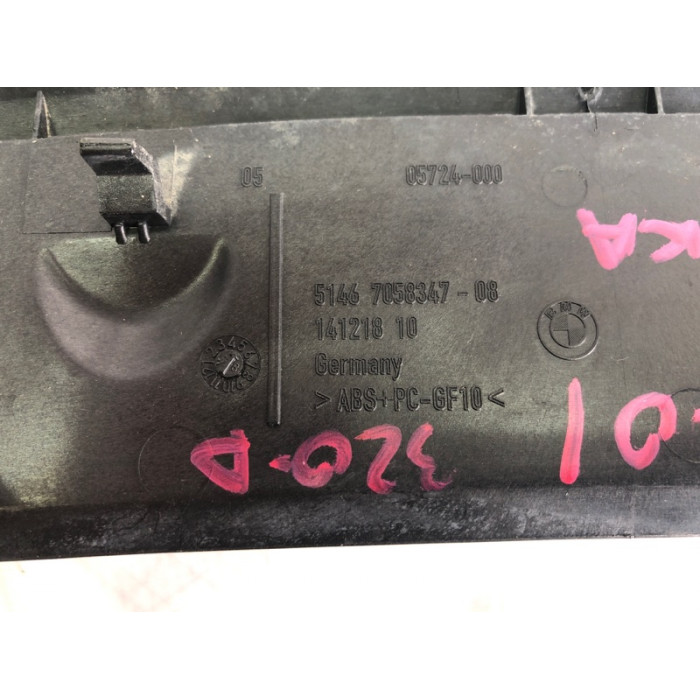 05 05724-000
5146 7058347-08
141218 10
Germany
>ABS+PC-GF10<
320-D